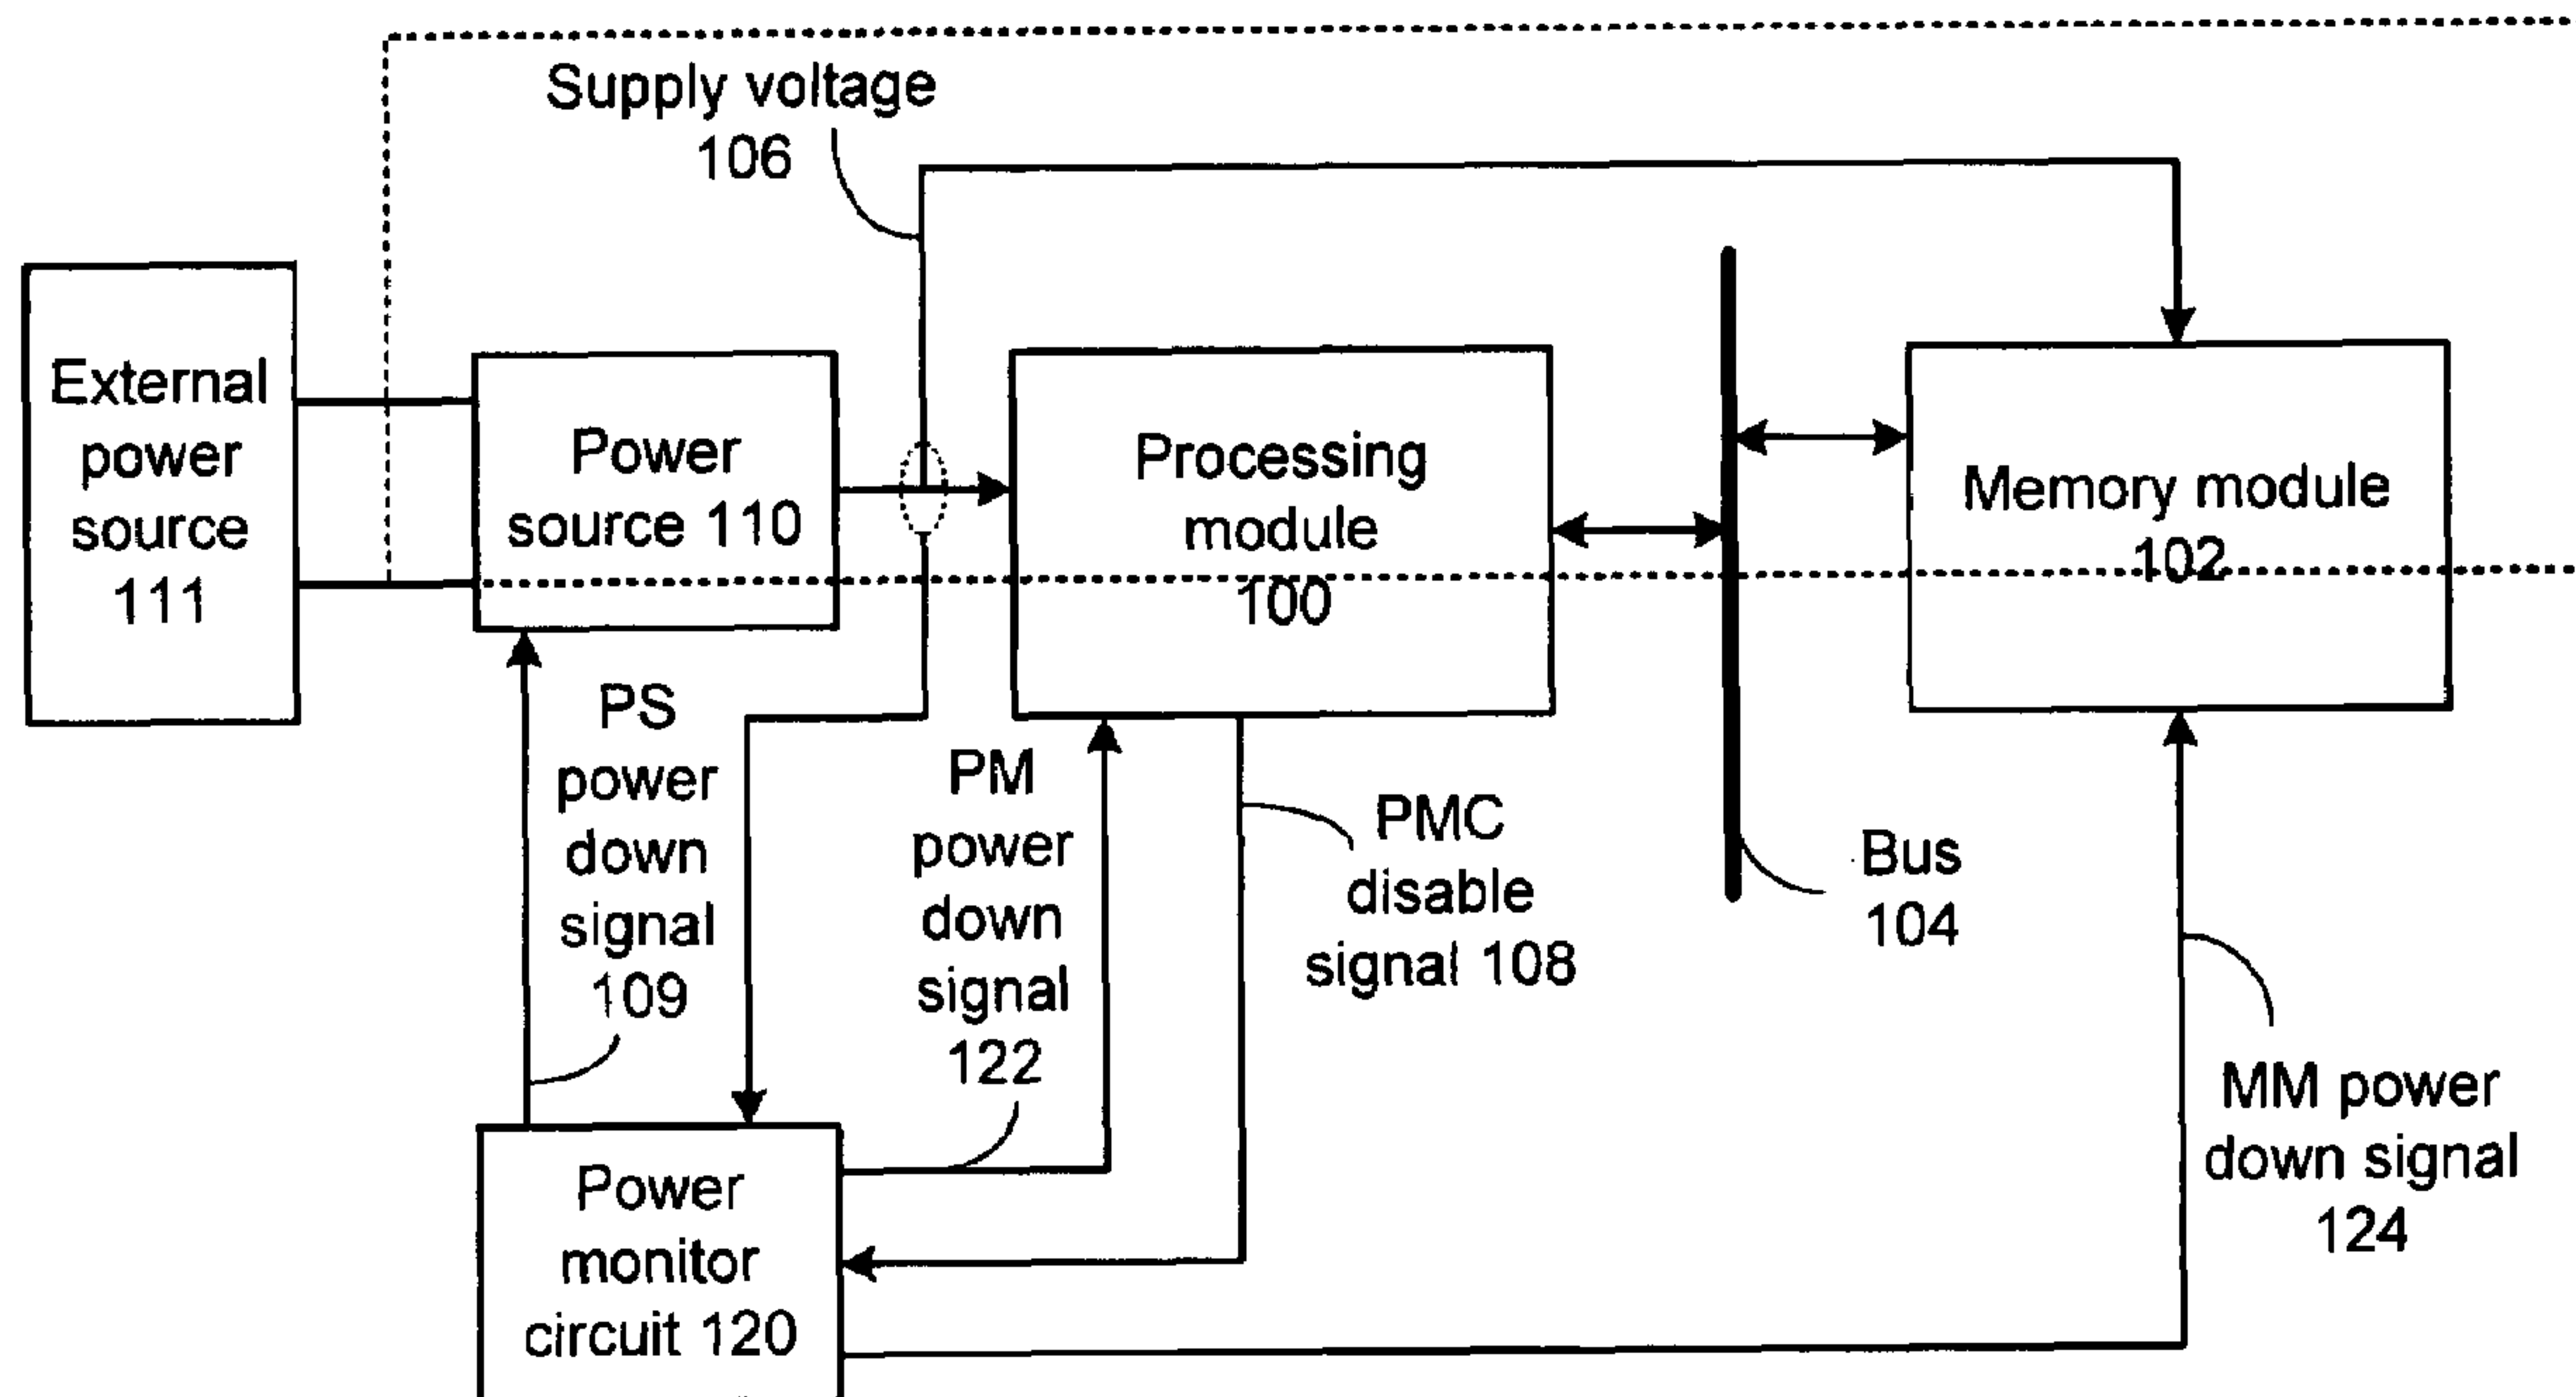 Supply voltage
106
External
power
source
111
Power
source 110
Processing
module
100
Memory module
102
PS
power
down
signal
109
PM
power
down
signal
122
PMC
disable
signal 108
Bus
104
MM power
down signal
124
Power
monitor
circuit 120